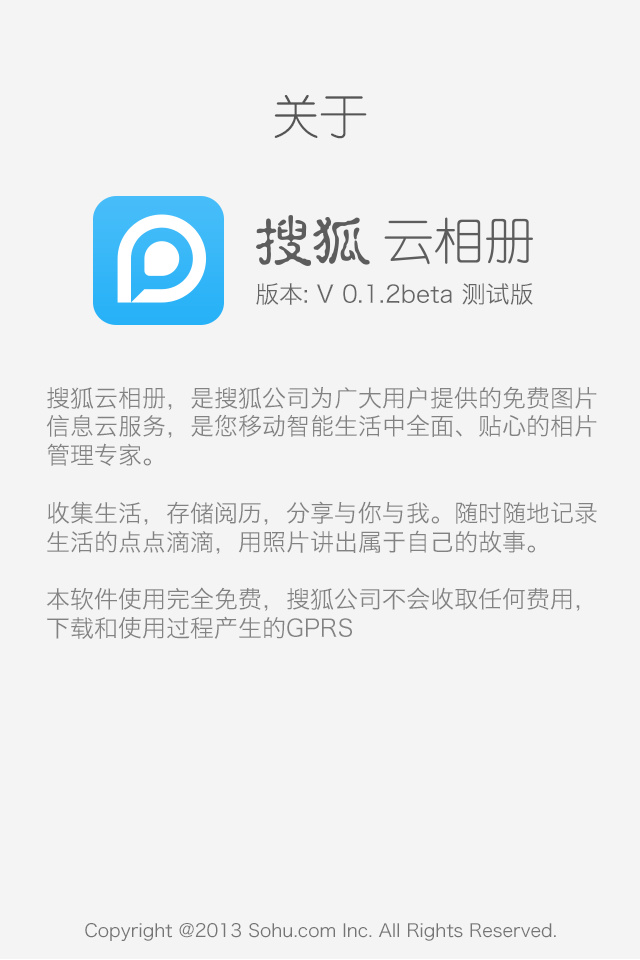 关于
搜狐 云相册
版本: V 0.1.2beta 测试版
搜狐云相册，是搜狐公司为广大用户提供的免费图片
信息云服务，是您移动智能生活中全面、贴心的相片
管理专家。
收集生活，存储阅历，分享与你与我。随时随地记录
生活的点点滴滴，用照片讲出属于自己的故事。
本软件使用完全免费，搜狐公司不会收取任何费用，
下载和使用过程产生的GPRS
Copyright @2013 Sohu.com Inc. All Rights Reserved.